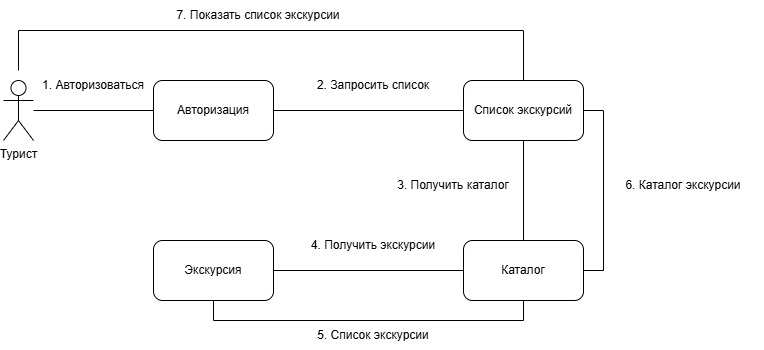 7. Показать список экскурсии
1. Авторизоваться
2. Запросить список
Авторизация
Список экскурсий
Турист
3. Получить каталог
6. Каталог экскурсии
4. Получить экскурсии
Экскурсия
Каталог
5. Список экскурсии